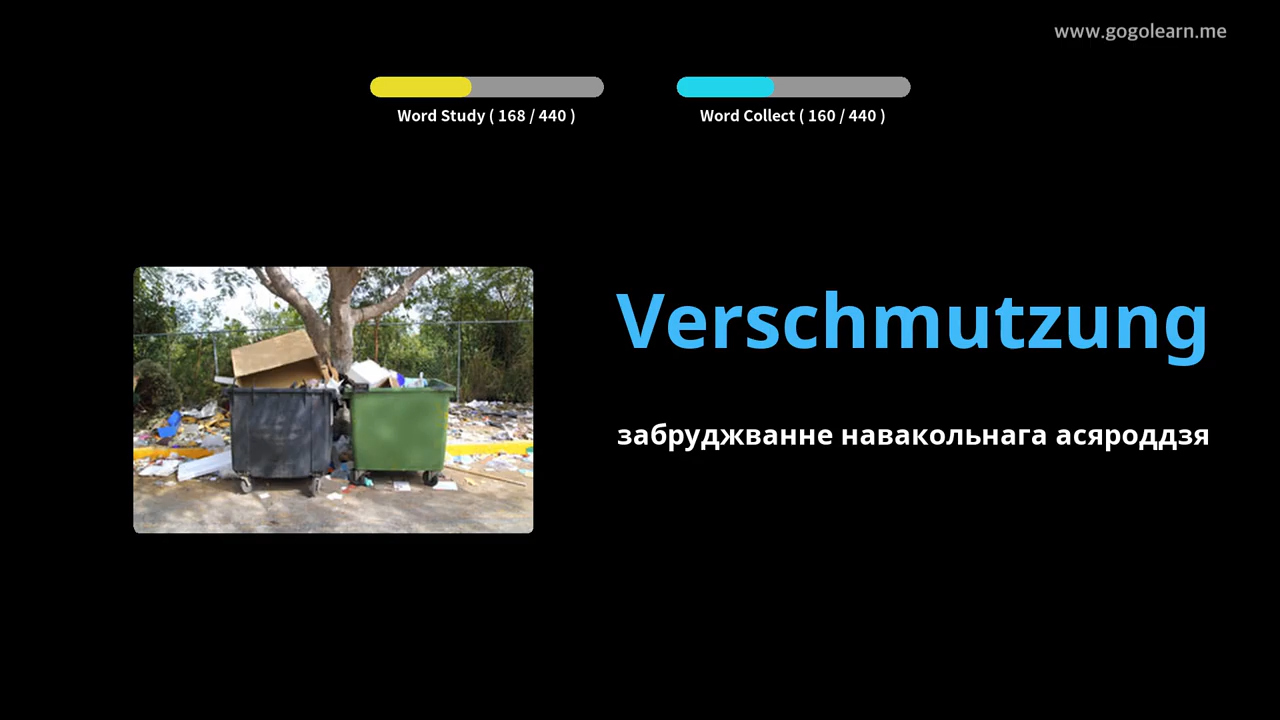 www.gogolearn.me
Word Study ( 168 / 440 )
Word Collect ( 160 / 440 )
Verschmutzung
забруджванне навакольнага асяроддзя